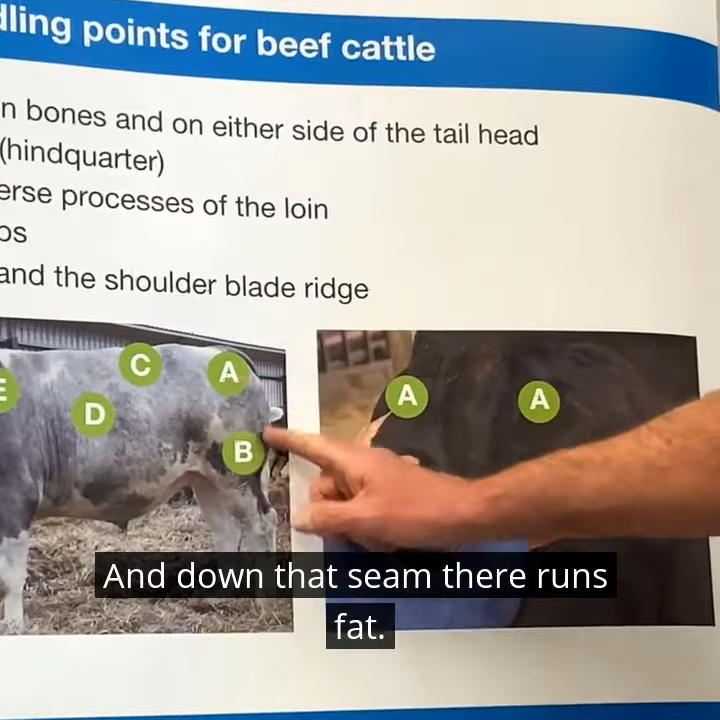 dling points for beef cattle
n bones and on either side of the tail head
(hindquarter)
erse processes of the loin
os
and the shoulder blade ridge
C
A
E
D
B
A
A
And down that seam there runs
fat.